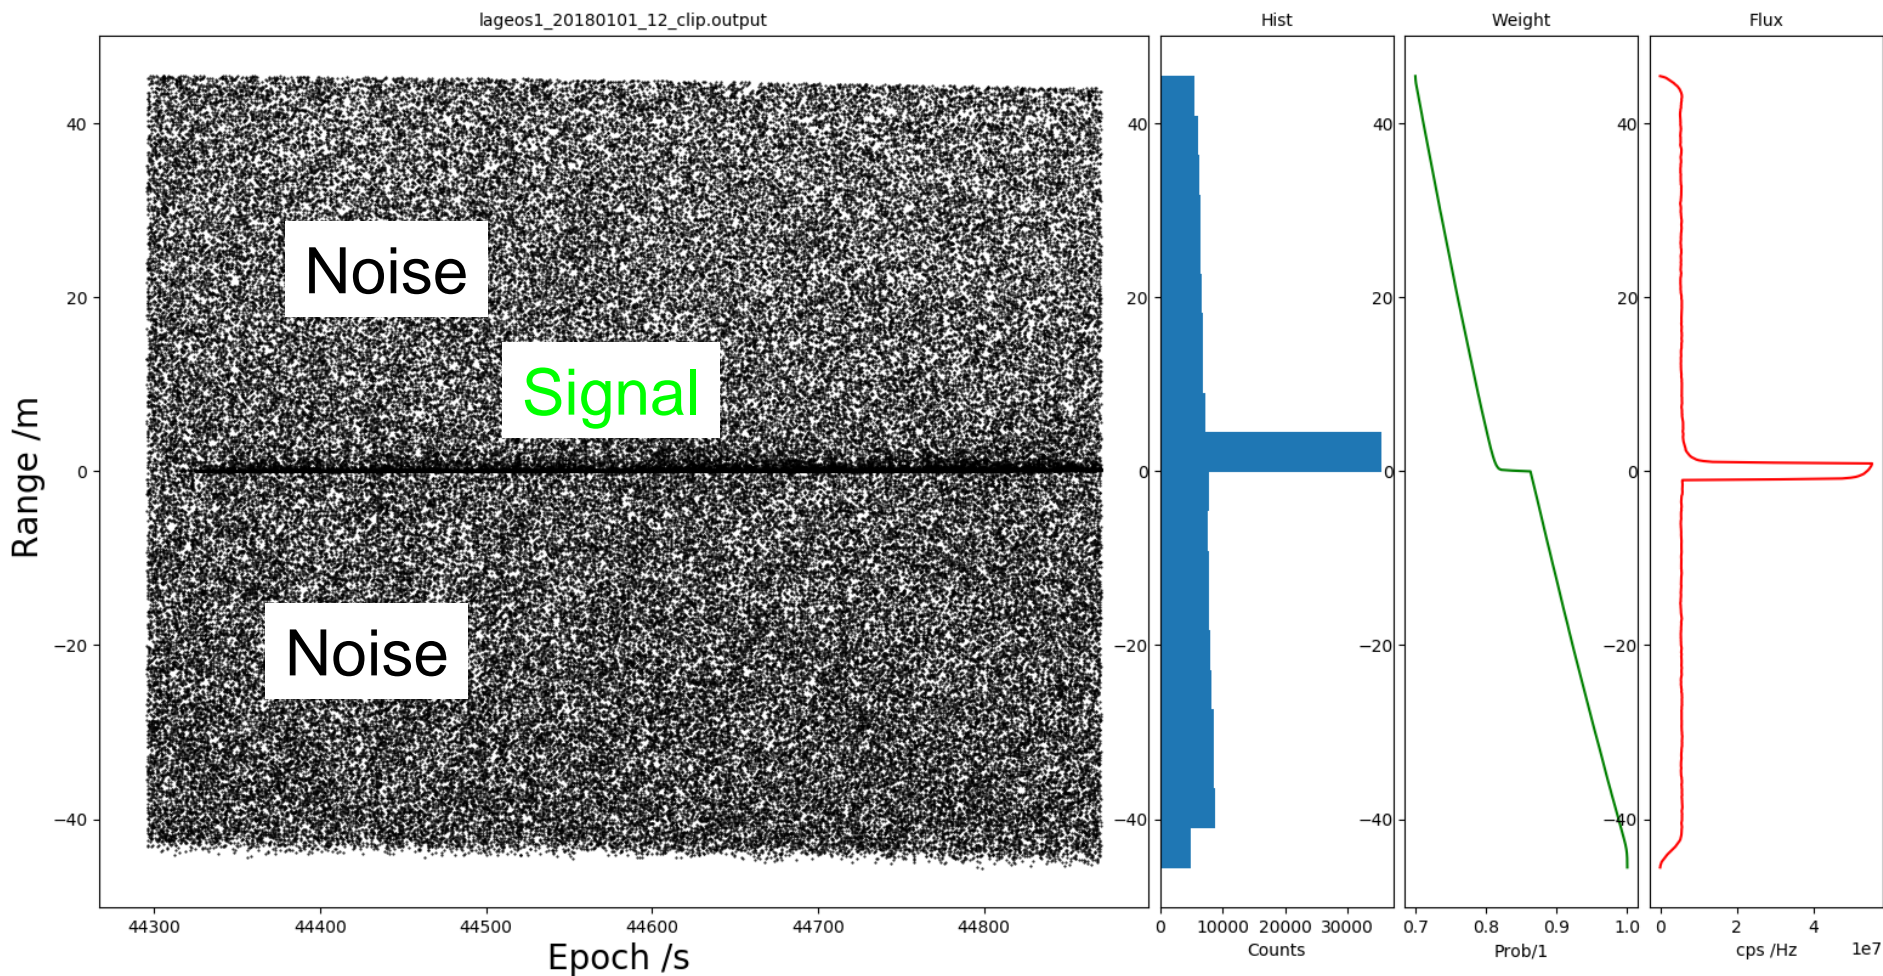 lageos1_20180101_12_clip.output
Hist
Weight
Flux
Range /m
40
20
0
−20
−40
Noise
Signal
Noise
44300 44400 44500 44600 44700 44800
Epoch /s
40
20
0
−20
−40
0 10000 20000 30000
Counts
40
20
0
−20
−40
0.7 0.8 0.9 1.0
Prob/1
40
20
0
−20
−40
0 2 4
1e7
cps /Hz